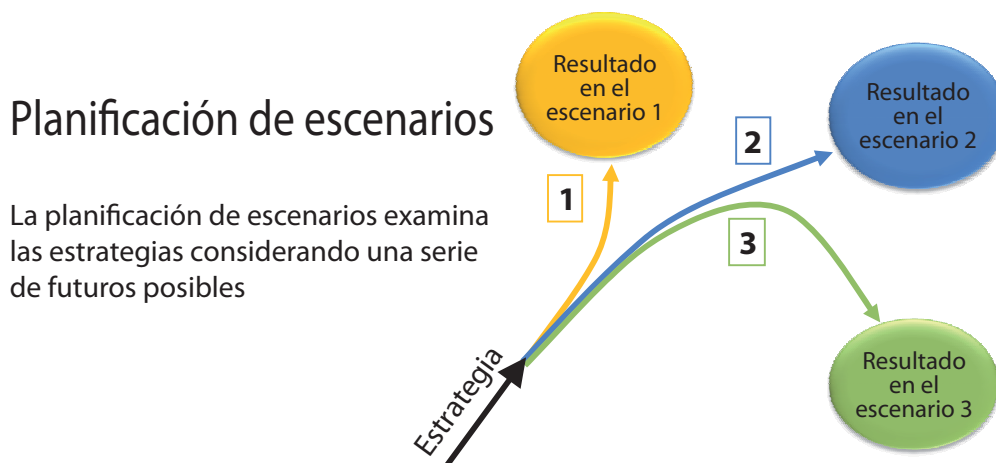 Planificación de escenarios
La planificación de escenarios examina
las estrategias considerando una serie
de futuros posibles
Resultado
en el
escenario 1
Resultado
en el
escenario 2
Resultado
en el
escenario 3
1
2
3
Estrategia